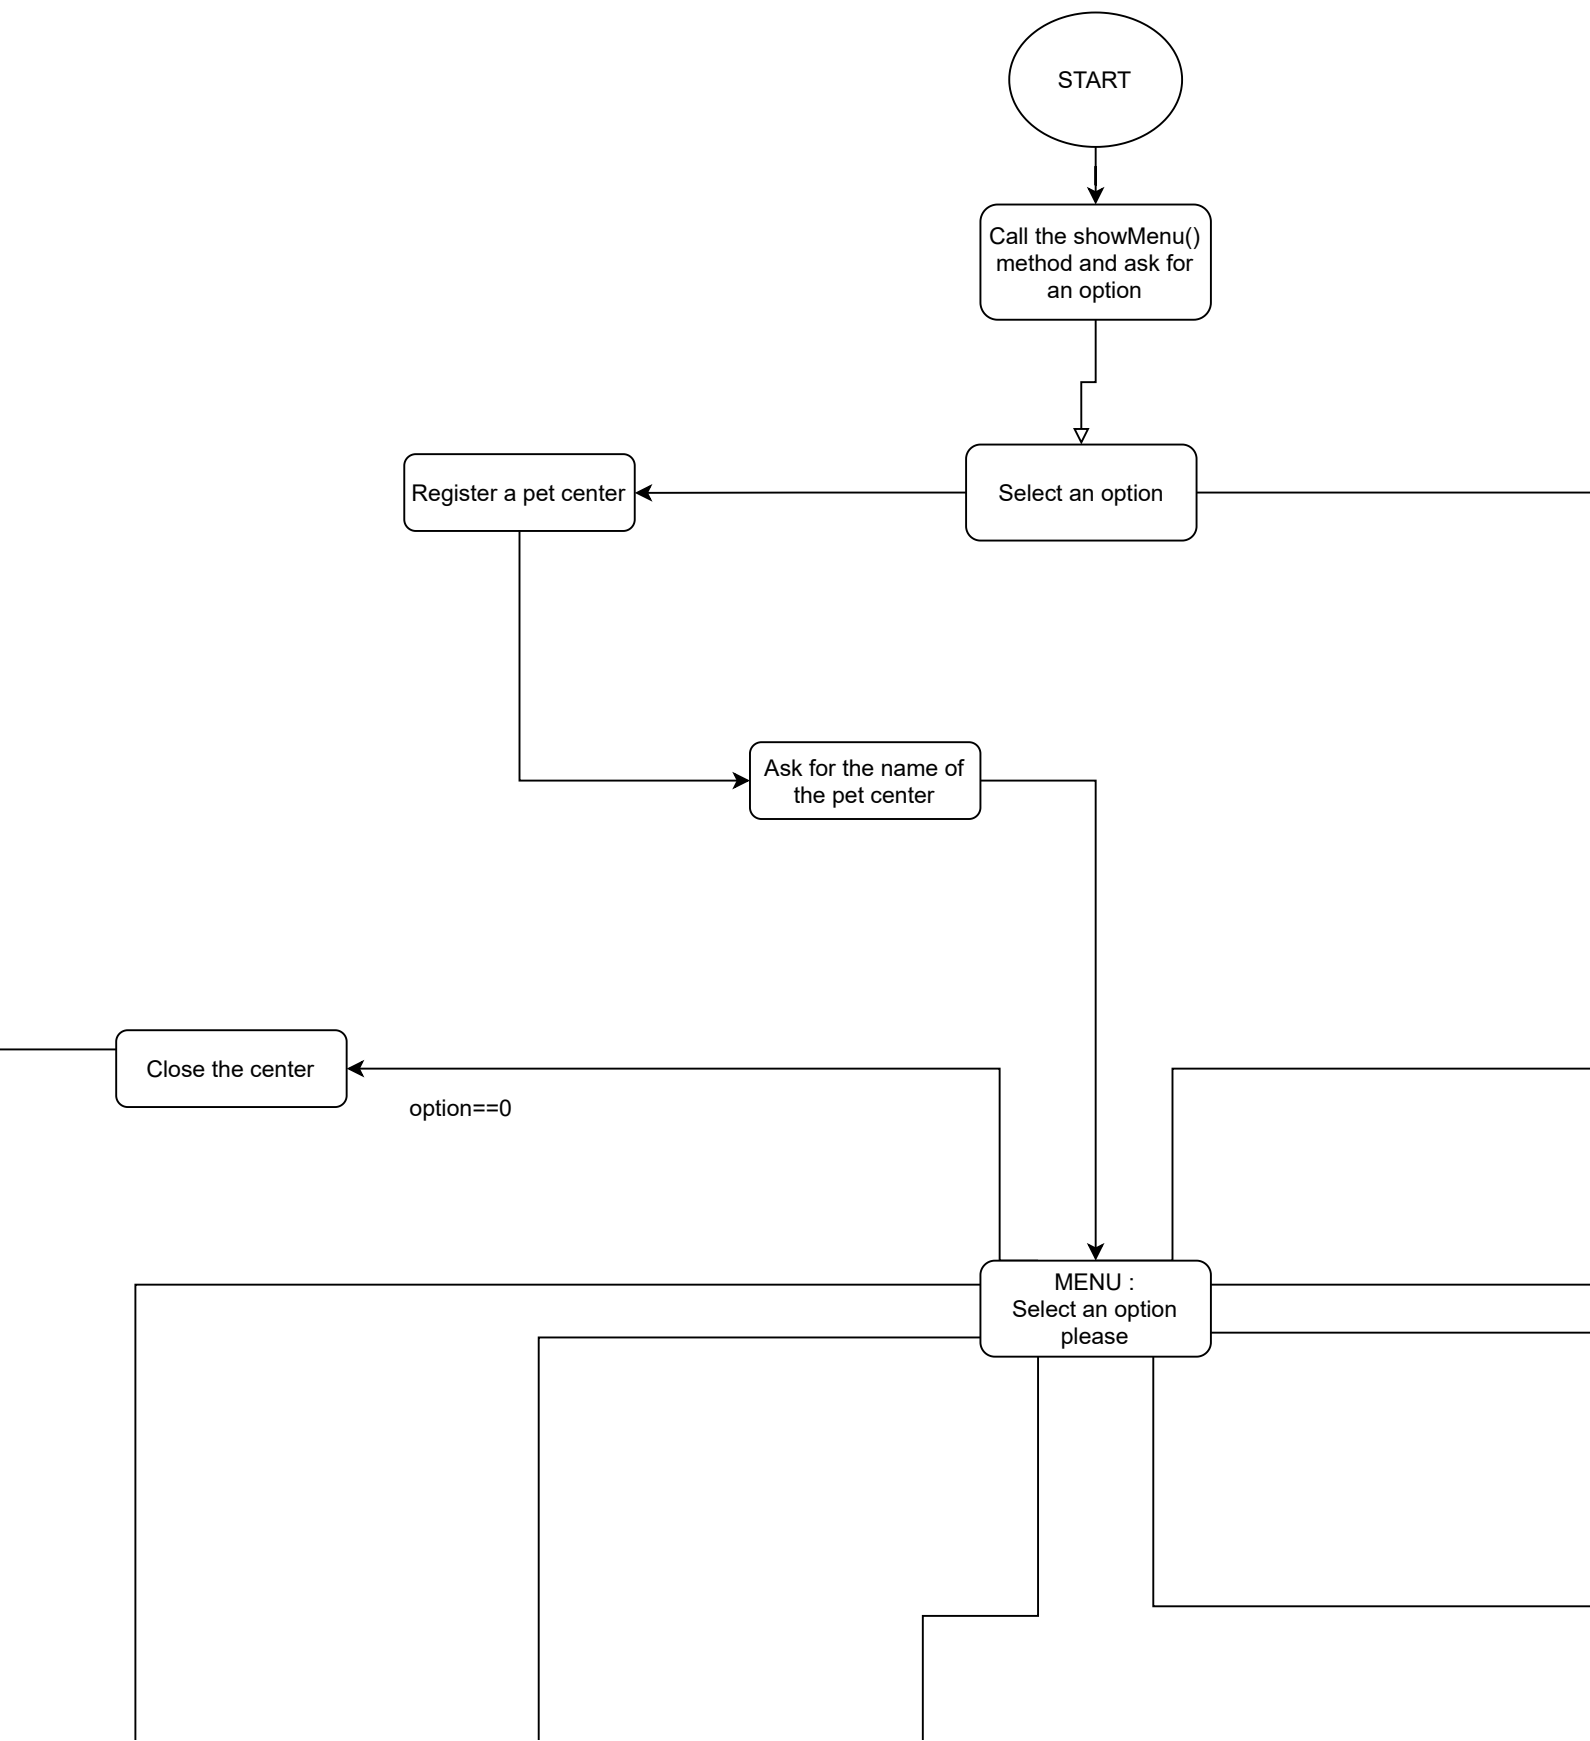 START
Call the showMenu()
method and ask for
an option
Register a pet center
Select an option
Ask for the name of
the pet center
Close the center
option==0
MENU :
Select an option
please